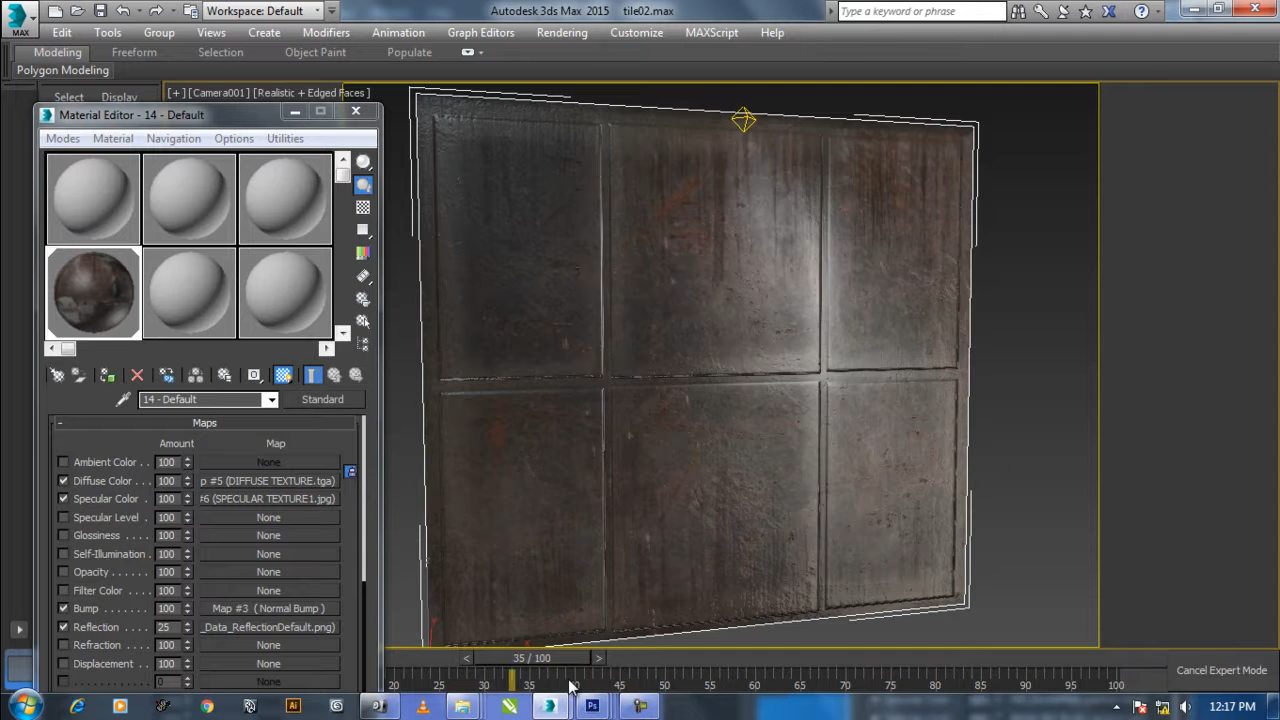 Workspace: Default
Autodesk 3ds Max 2015 tile02.max
Type a keyword or phrase
MAX
Edit Tools Group Views Create Modifiers Animation Graph Editors Rendering Customize MAXScript Help
Modeling Freeform Selection Object Paint Populate
Polygon Modeling
Select Display
[+] [Camera001] [Realistic + Edged Faces]
Material Editor - 14 - Default
Modes Material Navigation Options Utilities
14 - Default Standard
- Maps
Amount Map
Ambient Color . . 100 None
Diffuse Color . . . 100 p #5 (DIFFUSE TEXTURE.tga)
Specular Color . 100 #6 (SPECULAR TEXTURE1.jpg)
Specular Level . 100 None
Glossiness . . . 100 None
Self-Illumination . 100 None
Opacity . . . . . . 100 None
Filter Color . . . 100 None
Bump . . . . . . . 100 Map #3 ( Normal Bump )
Reflection . . . . 25 _Data_ReflectionDefault.png)
Refraction . . . . 100 None
Displacement . . 100 None
. . . . . . . . . . . . 0 None
< 35 / 100 >
20 25 30 35 40 45 50 55 60 65 70 75 80 85 90 95 100
Cancel Expert Mode
Ai
Ps
12:17 PM